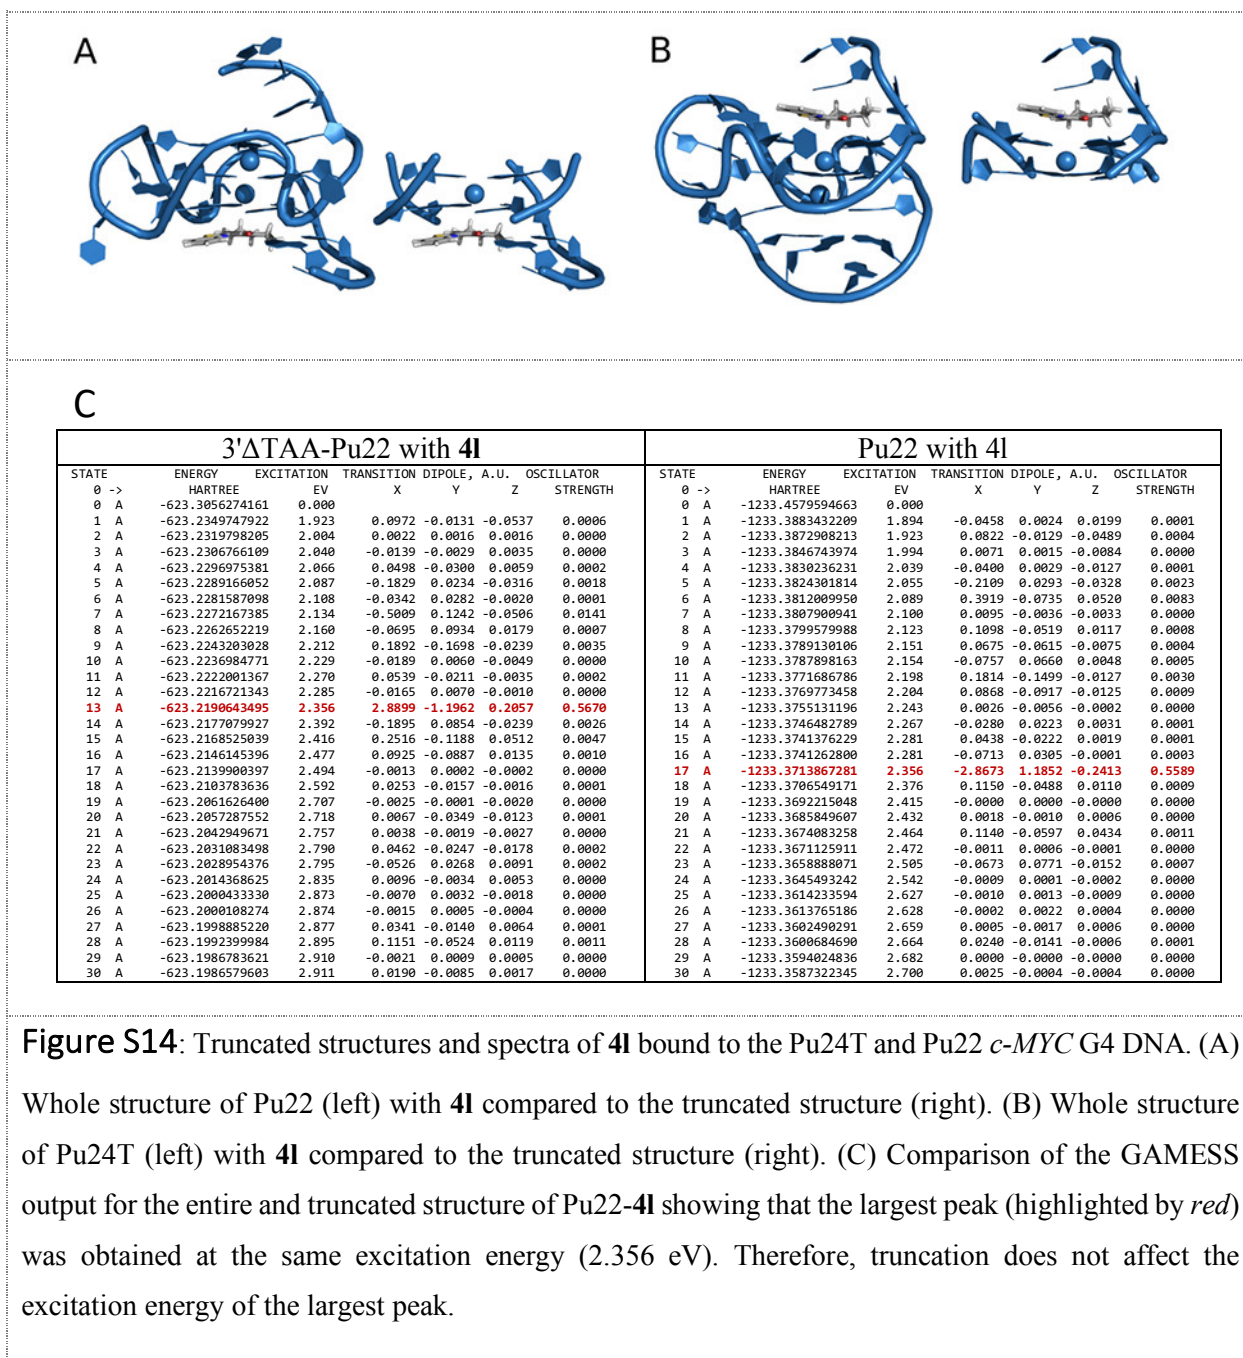 A
B
C
3'ΔTAA-Pu22 with 4l
STATE ENERGY EXCITATION TRANSITION DIPOLE, A.U. OSCILLATOR
0 -> HARTREE EV X Y Z STRENGTH
0 A -623.3056274161 0.000
1 A -623.2349747922 1.923 0.0972 -0.0131 -0.0537 0.0006
2 A -623.2319798205 2.004 0.0022 0.0016 0.0016 0.0000
3 A -623.2306766109 2.040 -0.0139 -0.0029 0.0035 0.0000
4 A -623.2296975381 2.066 0.0498 -0.0300 0.0059 0.0002
5 A -623.2289166052 2.087 -0.1829 0.0234 -0.0316 0.0018
6 A -623.2281587098 2.108 -0.0342 0.0282 -0.0020 0.0001
7 A -623.2272167385 2.134 -0.5009 0.1242 -0.0506 0.0141
8 A -623.2262652219 2.160 -0.0695 0.0934 0.0179 0.0007
9 A -623.2243203028 2.212 0.1892 -0.1698 -0.0239 0.0035
10 A -623.2236984771 2.229 -0.0189 0.0060 -0.0049 0.0000
11 A -623.2222001367 2.270 0.0539 -0.0211 -0.0035 0.0002
12 A -623.2216721343 2.285 -0.0165 0.0070 -0.0010 0.0000
13 A -623.2190643495 2.356 2.8899 -1.1962 0.2057 0.5670
14 A -623.2177079927 2.392 -0.1895 0.0854 -0.0239 0.0026
15 A -623.2168525039 2.416 0.2516 -0.1188 0.0512 0.0047
16 A -623.2146145396 2.477 0.0925 -0.0887 0.0135 0.0010
17 A -623.2139900397 2.494 -0.0013 0.0002 -0.0002 0.0000
18 A -623.2103783636 2.592 0.0253 -0.0157 -0.0016 0.0001
19 A -623.2061626400 2.707 -0.0025 -0.0001 -0.0020 0.0000
20 A -623.2057287552 2.718 0.0067 -0.0349 -0.0123 0.0001
21 A -623.2042949671 2.757 0.0038 -0.0019 -0.0027 0.0000
22 A -623.2031083498 2.790 0.0462 -0.0247 -0.0178 0.0002
23 A -623.2028954376 2.795 -0.0526 0.0268 0.0091 0.0002
24 A -623.2014368625 2.835 0.0096 -0.0034 0.0053 0.0000
25 A -623.2000433330 2.873 -0.0070 0.0032 -0.0018 0.0000
26 A -623.2000108274 2.874 -0.0015 0.0005 -0.0004 0.0000
27 A -623.1998885220 2.877 0.0341 -0.0140 0.0064 0.0001
28 A -623.1992399984 2.895 0.1151 -0.0524 0.0119 0.0011
29 A -623.1986783621 2.910 -0.0021 0.0009 0.0005 0.0000
30 A -623.1986579603 2.911 0.0190 -0.0085 0.0017 0.0000
Pu22 with 4l
STATE ENERGY EXCITATION TRANSITION DIPOLE, A.U. OSCILLATOR
0 -> HARTREE EV X Y Z STRENGTH
0 A -1233.4579594663 0.000
1 A -1233.3883432209 1.894 -0.0458 0.0024 0.0199 0.0001
2 A -1233.3872908213 1.923 0.0822 -0.0129 -0.0489 0.0004
3 A -1233.3846743974 1.994 0.0071 0.0015 -0.0084 0.0000
4 A -1233.3830236231 2.039 -0.0400 0.0029 -0.0127 0.0001
5 A -1233.3824301814 2.055 -0.2109 0.0293 -0.0328 0.0023
6 A -1233.3812009950 2.089 0.3919 -0.0735 0.0520 0.0083
7 A -1233.3807900941 2.100 0.0095 -0.0036 -0.0033 0.0000
8 A -1233.3799579988 2.123 0.1098 -0.0519 0.0117 0.0008
9 A -1233.3789130106 2.151 0.0675 -0.0615 -0.0075 0.0004
10 A -1233.3787898163 2.154 -0.0757 0.0660 0.0048 0.0005
11 A -1233.3771686786 2.198 0.1814 -0.1499 -0.0127 0.0030
12 A -1233.3769773458 2.204 0.0868 -0.0917 -0.0125 0.0009
13 A -1233.3755131196 2.243 0.0026 -0.0056 -0.0002 0.0000
14 A -1233.3746482789 2.267 -0.0280 0.0223 0.0031 0.0001
15 A -1233.3741376229 2.281 0.0438 -0.0222 0.0019 0.0001
16 A -1233.3741262800 2.281 -0.0713 0.0305 -0.0001 0.0003
17 A -1233.3713867281 2.356 -2.8673 1.1852 -0.2413 0.5589
18 A -1233.3706549171 2.376 0.1150 -0.0488 0.0110 0.0009
19 A -1233.3692215048 2.415 -0.0000 0.0000 -0.0000 0.0000
20 A -1233.3685849607 2.432 0.0018 -0.0010 0.0006 0.0000
21 A -1233.3674083258 2.464 0.1140 -0.0597 0.0434 0.0011
22 A -1233.3671125911 2.472 -0.0011 0.0006 -0.0001 0.0000
23 A -1233.3658888071 2.505 -0.0673 0.0771 -0.0152 0.0007
24 A -1233.3645493242 2.542 -0.0009 0.0001 -0.0002 0.0000
25 A -1233.3614233594 2.627 -0.0010 0.0013 -0.0009 0.0000
26 A -1233.3613765186 2.628 -0.0002 0.0022 0.0004 0.0000
27 A -1233.3602490291 2.659 0.0005 -0.0017 0.0006 0.0000
28 A -1233.3600684690 2.664 0.0240 -0.0141 -0.0006 0.0001
29 A -1233.3594024836 2.682 0.0000 -0.0000 -0.0000 0.0000
30 A -1233.3587322345 2.700 0.0025 -0.0004 -0.0004 0.0000
Figure S14: Truncated structures and spectra of 4l bound to the Pu24T and Pu22 c-MYC G4 DNA. (A)
Whole structure of Pu22 (left) with 4l compared to the truncated structure (right). (B) Whole structure
of Pu24T (left) with 4l compared to the truncated structure (right). (C) Comparison of the GAMESS
output for the entire and truncated structure of Pu22-4l showing that the largest peak (highlighted by red)
was obtained at the same excitation energy (2.356 eV). Therefore, truncation does not affect the
excitation energy of the largest peak.